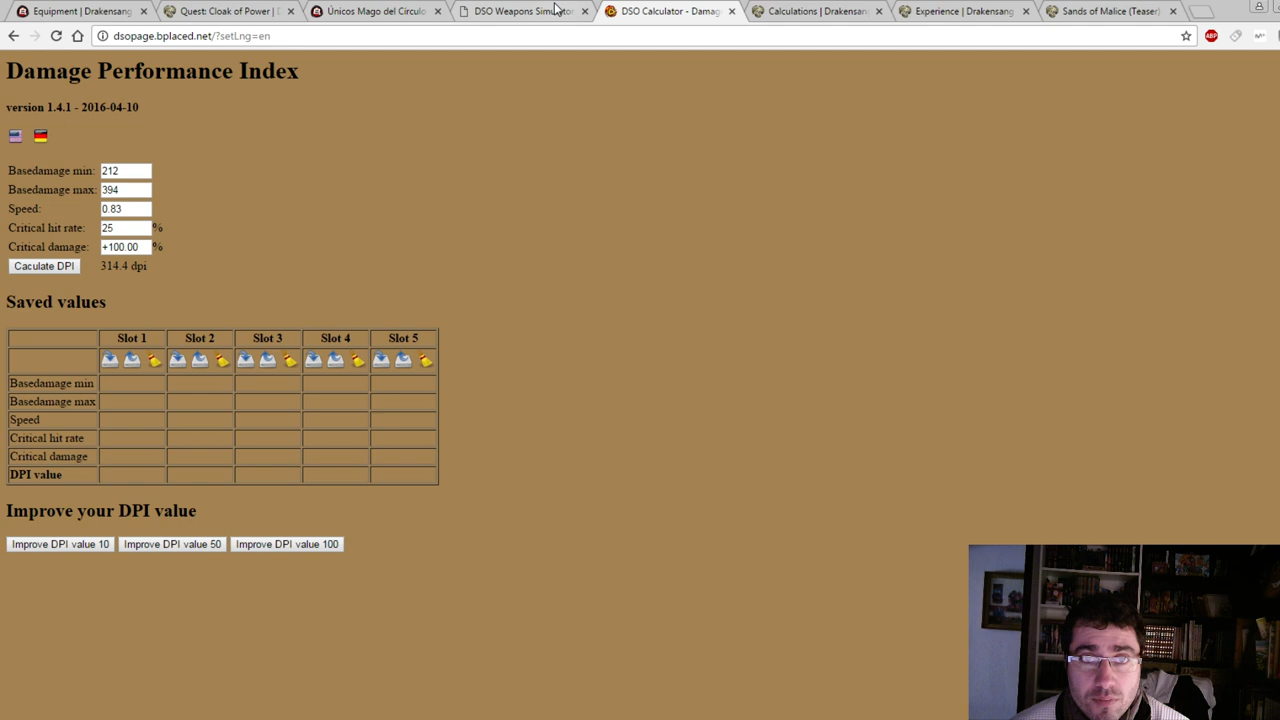 Equipment | Drakensang
Quest: Cloak of Power | D
Únicos Mago del Círculo
DSO Weapons Simulator
DSO Calculator - Damag
Calculations | Drakensang
Experience | Drakensang
Sands of Malice (Teaser)
dsopage.bplaced.net/?setLng=en
ABP
Damage Performance Index
version 1.4.1 - 2016-04-10
Basedamage min: 212
Basedamage max: 394
Speed: 0.83
Critical hit rate: 25 %
Critical damage: +100.00 %
Caculate DPI 314.4 dpi
Saved values
Slot 1 Slot 2 Slot 3 Slot 4 Slot 5
Basedamage min
Basedamage max
Speed
Critical hit rate
Critical damage
DPI value
Improve your DPI value
Improve DPI value 10 Improve DPI value 50 Improve DPI value 100